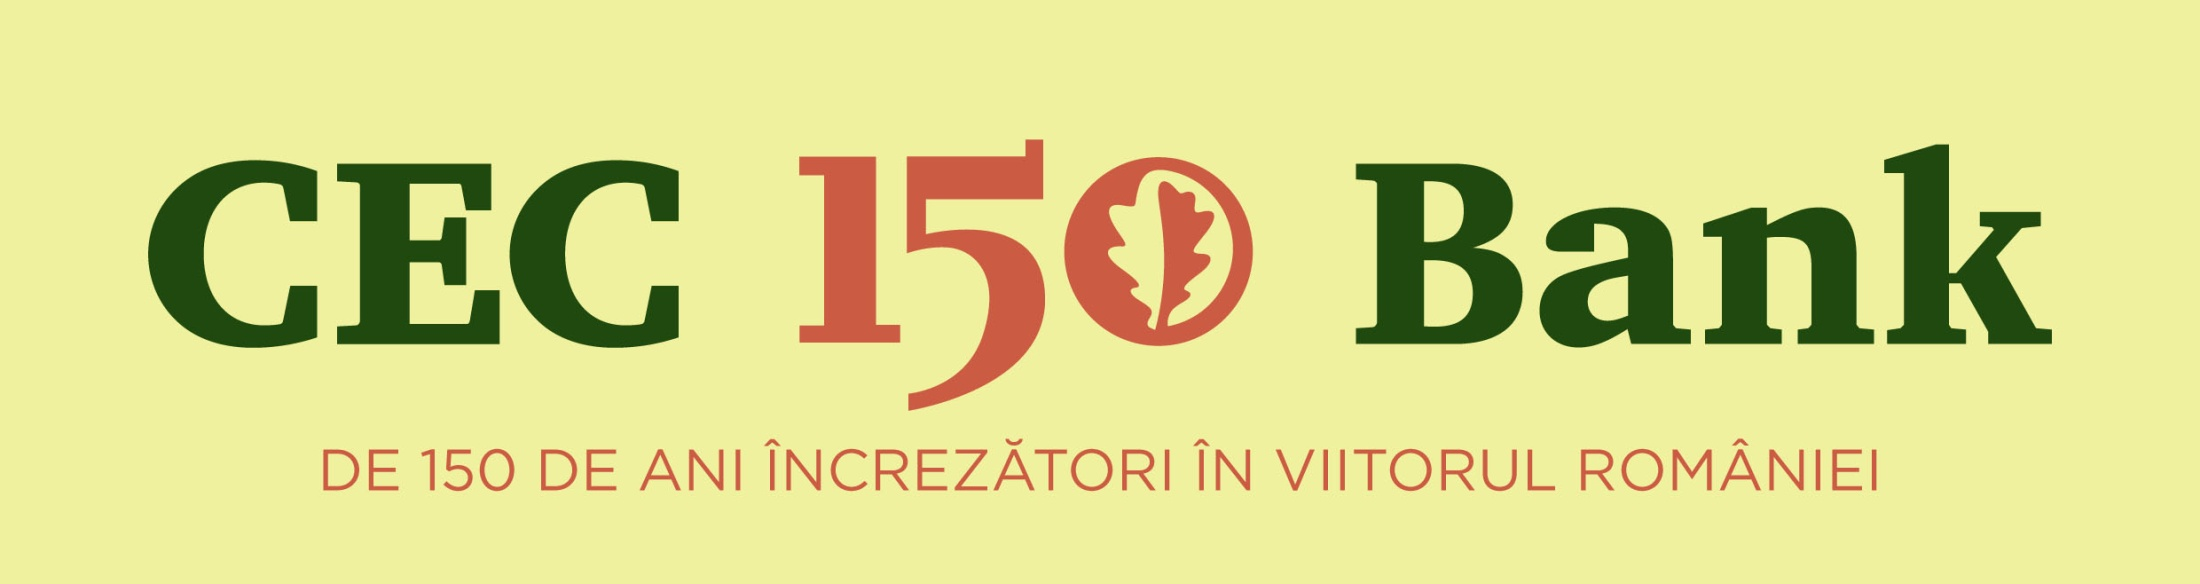 CEC 150 Bank
DE 150 DE ANI ÎNCREZĂTORI ÎN VIITORUL ROMÂNIEI